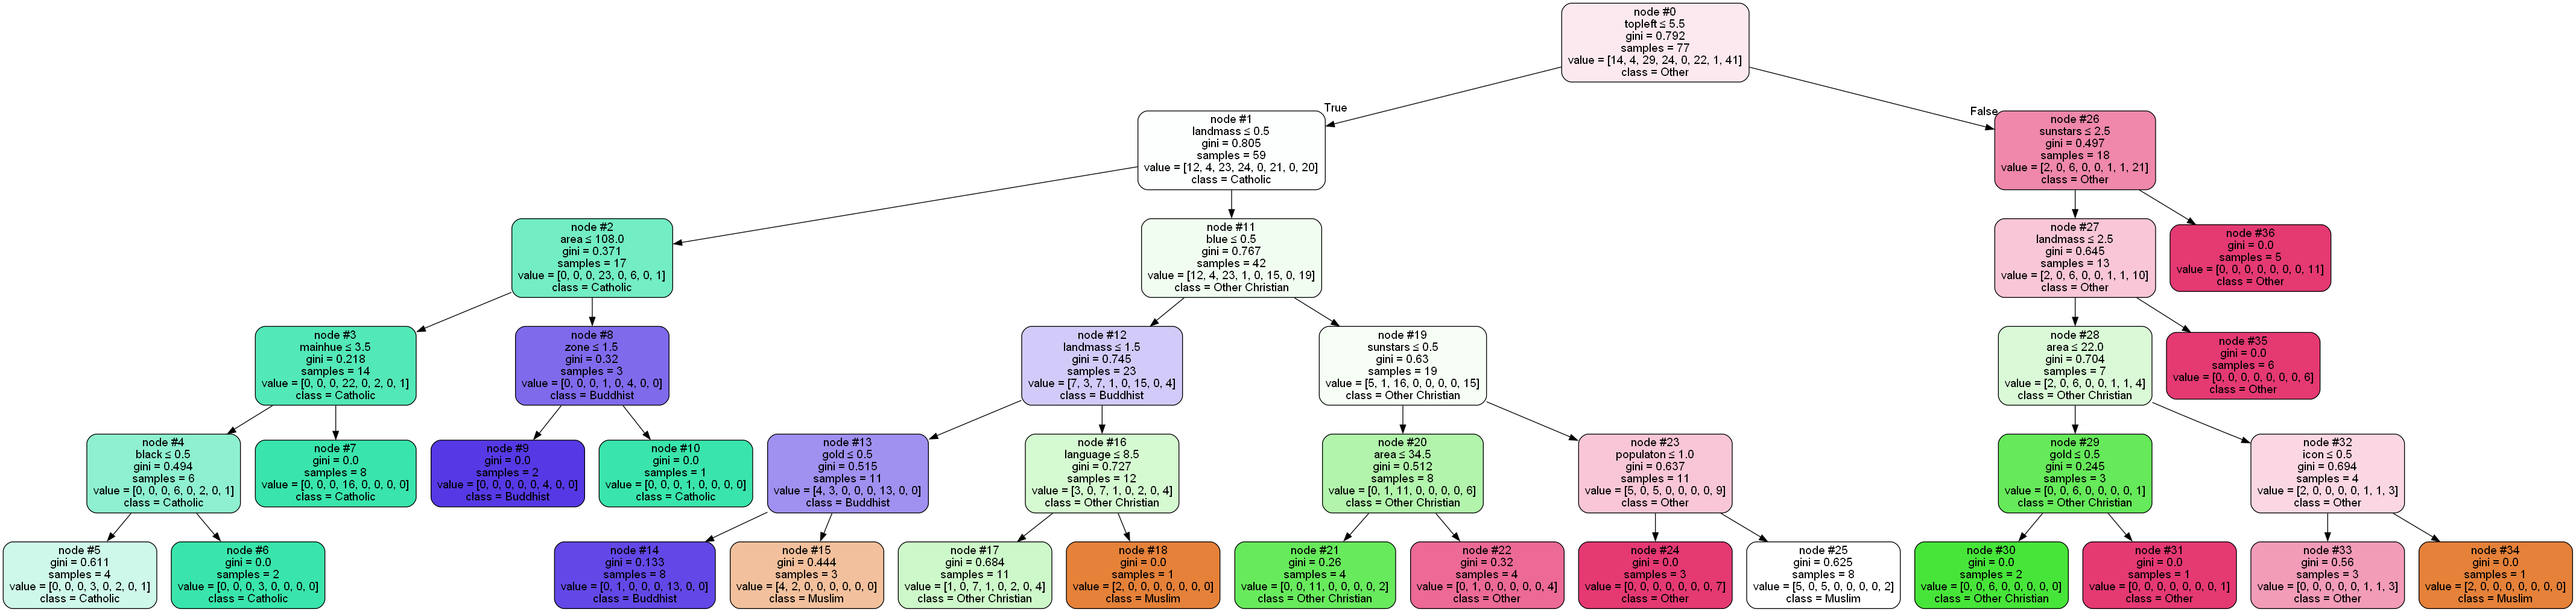 node #0
topleft ≤ 5.5
gini = 0.792
samples = 77
value = [14, 4, 29, 24, 0, 22, 1, 41]
class = Other
True
False
node #1
landmass ≤ 0.5
gini = 0.805
samples = 59
value = [12, 4, 23, 24, 0, 21, 0, 20]
class = Catholic
node #26
sunstars ≤ 2.5
gini = 0.497
samples = 18
value = [2, 0, 6, 0, 0, 1, 1, 21]
class = Other
node #2
area ≤ 108.0
gini = 0.371
samples = 17
value = [0, 0, 0, 23, 0, 6, 0, 1]
class = Catholic
node #11
blue ≤ 0.5
gini = 0.767
samples = 42
value = [12, 4, 23, 1, 0, 15, 0, 19]
class = Other Christian
node #27
landmass ≤ 2.5
gini = 0.645
samples = 13
value = [2, 0, 6, 0, 0, 1, 1, 10]
class = Other
node #36
gini = 0.0
samples = 5
value = [0, 0, 0, 0, 0, 0, 0, 11]
class = Other
node #3
mainhue ≤ 3.5
gini = 0.218
samples = 14
value = [0, 0, 0, 22, 0, 2, 0, 1]
class = Catholic
node #8
zone ≤ 1.5
gini = 0.32
samples = 3
value = [0, 0, 0, 1, 0, 4, 0, 0]
class = Buddhist
node #12
landmass ≤ 1.5
gini = 0.745
samples = 23
value = [7, 3, 7, 1, 0, 15, 0, 4]
class = Buddhist
node #19
sunstars ≤ 0.5
gini = 0.63
samples = 19
value = [5, 1, 16, 0, 0, 0, 0, 15]
class = Other Christian
node #28
area ≤ 22.0
gini = 0.704
samples = 7
value = [2, 0, 6, 0, 0, 1, 1, 4]
class = Other Christian
node #35
gini = 0.0
samples = 6
value = [0, 0, 0, 0, 0, 0, 0, 6]
class = Other
node #4
black ≤ 0.5
gini = 0.494
samples = 6
value = [0, 0, 0, 6, 0, 2, 0, 1]
class = Catholic
node #7
gini = 0.0
samples = 8
value = [0, 0, 0, 16, 0, 0, 0, 0]
class = Catholic
node #9
gini = 0.0
samples = 2
value = [0, 0, 0, 0, 0, 4, 0, 0]
class = Buddhist
node #10
gini = 0.0
samples = 1
value = [0, 0, 0, 1, 0, 0, 0, 0]
class = Catholic
node #13
gold ≤ 0.5
gini = 0.515
samples = 11
value = [4, 3, 0, 0, 0, 13, 0, 0]
class = Buddhist
node #16
language ≤ 8.5
gini = 0.727
samples = 12
value = [3, 0, 7, 1, 0, 2, 0, 4]
class = Other Christian
node #20
area ≤ 34.5
gini = 0.512
samples = 8
value = [0, 1, 11, 0, 0, 0, 0, 6]
class = Other Christian
node #23
populaton ≤ 1.0
gini = 0.637
samples = 11
value = [5, 0, 5, 0, 0, 0, 0, 9]
class = Other
node #29
gold ≤ 0.5
gini = 0.245
samples = 3
value = [0, 0, 6, 0, 0, 0, 0, 1]
class = Other Christian
node #32
icon ≤ 0.5
gini = 0.694
samples = 4
value = [2, 0, 0, 0, 0, 1, 1, 3]
class = Other
node #5
gini = 0.611
samples = 4
value = [0, 0, 0, 3, 0, 2, 0, 1]
class = Catholic
node #6
gini = 0.0
samples = 2
value = [0, 0, 0, 3, 0, 0, 0, 0]
class = Catholic
node #14
gini = 0.133
samples = 8
value = [0, 1, 0, 0, 0, 13, 0, 0]
class = Buddhist
node #15
gini = 0.444
samples = 3
value = [4, 2, 0, 0, 0, 0, 0, 0]
class = Muslim
node #17
gini = 0.684
samples = 11
value = [1, 0, 7, 1, 0, 2, 0, 4]
class = Other Christian
node #18
gini = 0.0
samples = 1
value = [2, 0, 0, 0, 0, 0, 0, 0]
class = Muslim
node #21
gini = 0.26
samples = 4
value = [0, 0, 11, 0, 0, 0, 0, 2]
class = Other Christian
node #22
gini = 0.32
samples = 4
value = [0, 1, 0, 0, 0, 0, 0, 4]
class = Other
node #24
gini = 0.0
samples = 3
value = [0, 0, 0, 0, 0, 0, 0, 7]
class = Other
node #25
gini = 0.625
samples = 8
value = [5, 0, 5, 0, 0, 0, 0, 2]
class = Muslim
node #30
gini = 0.0
samples = 2
value = [0, 0, 6, 0, 0, 0, 0, 0]
class = Other Christian
node #31
gini = 0.0
samples = 1
value = [0, 0, 0, 0, 0, 0, 0, 1]
class = Other
node #33
gini = 0.56
samples = 3
value = [0, 0, 0, 0, 0, 1, 1, 3]
class = Other
node #34
gini = 0.0
samples = 1
value = [2, 0, 0, 0, 0, 0, 0, 0]
class = Muslim